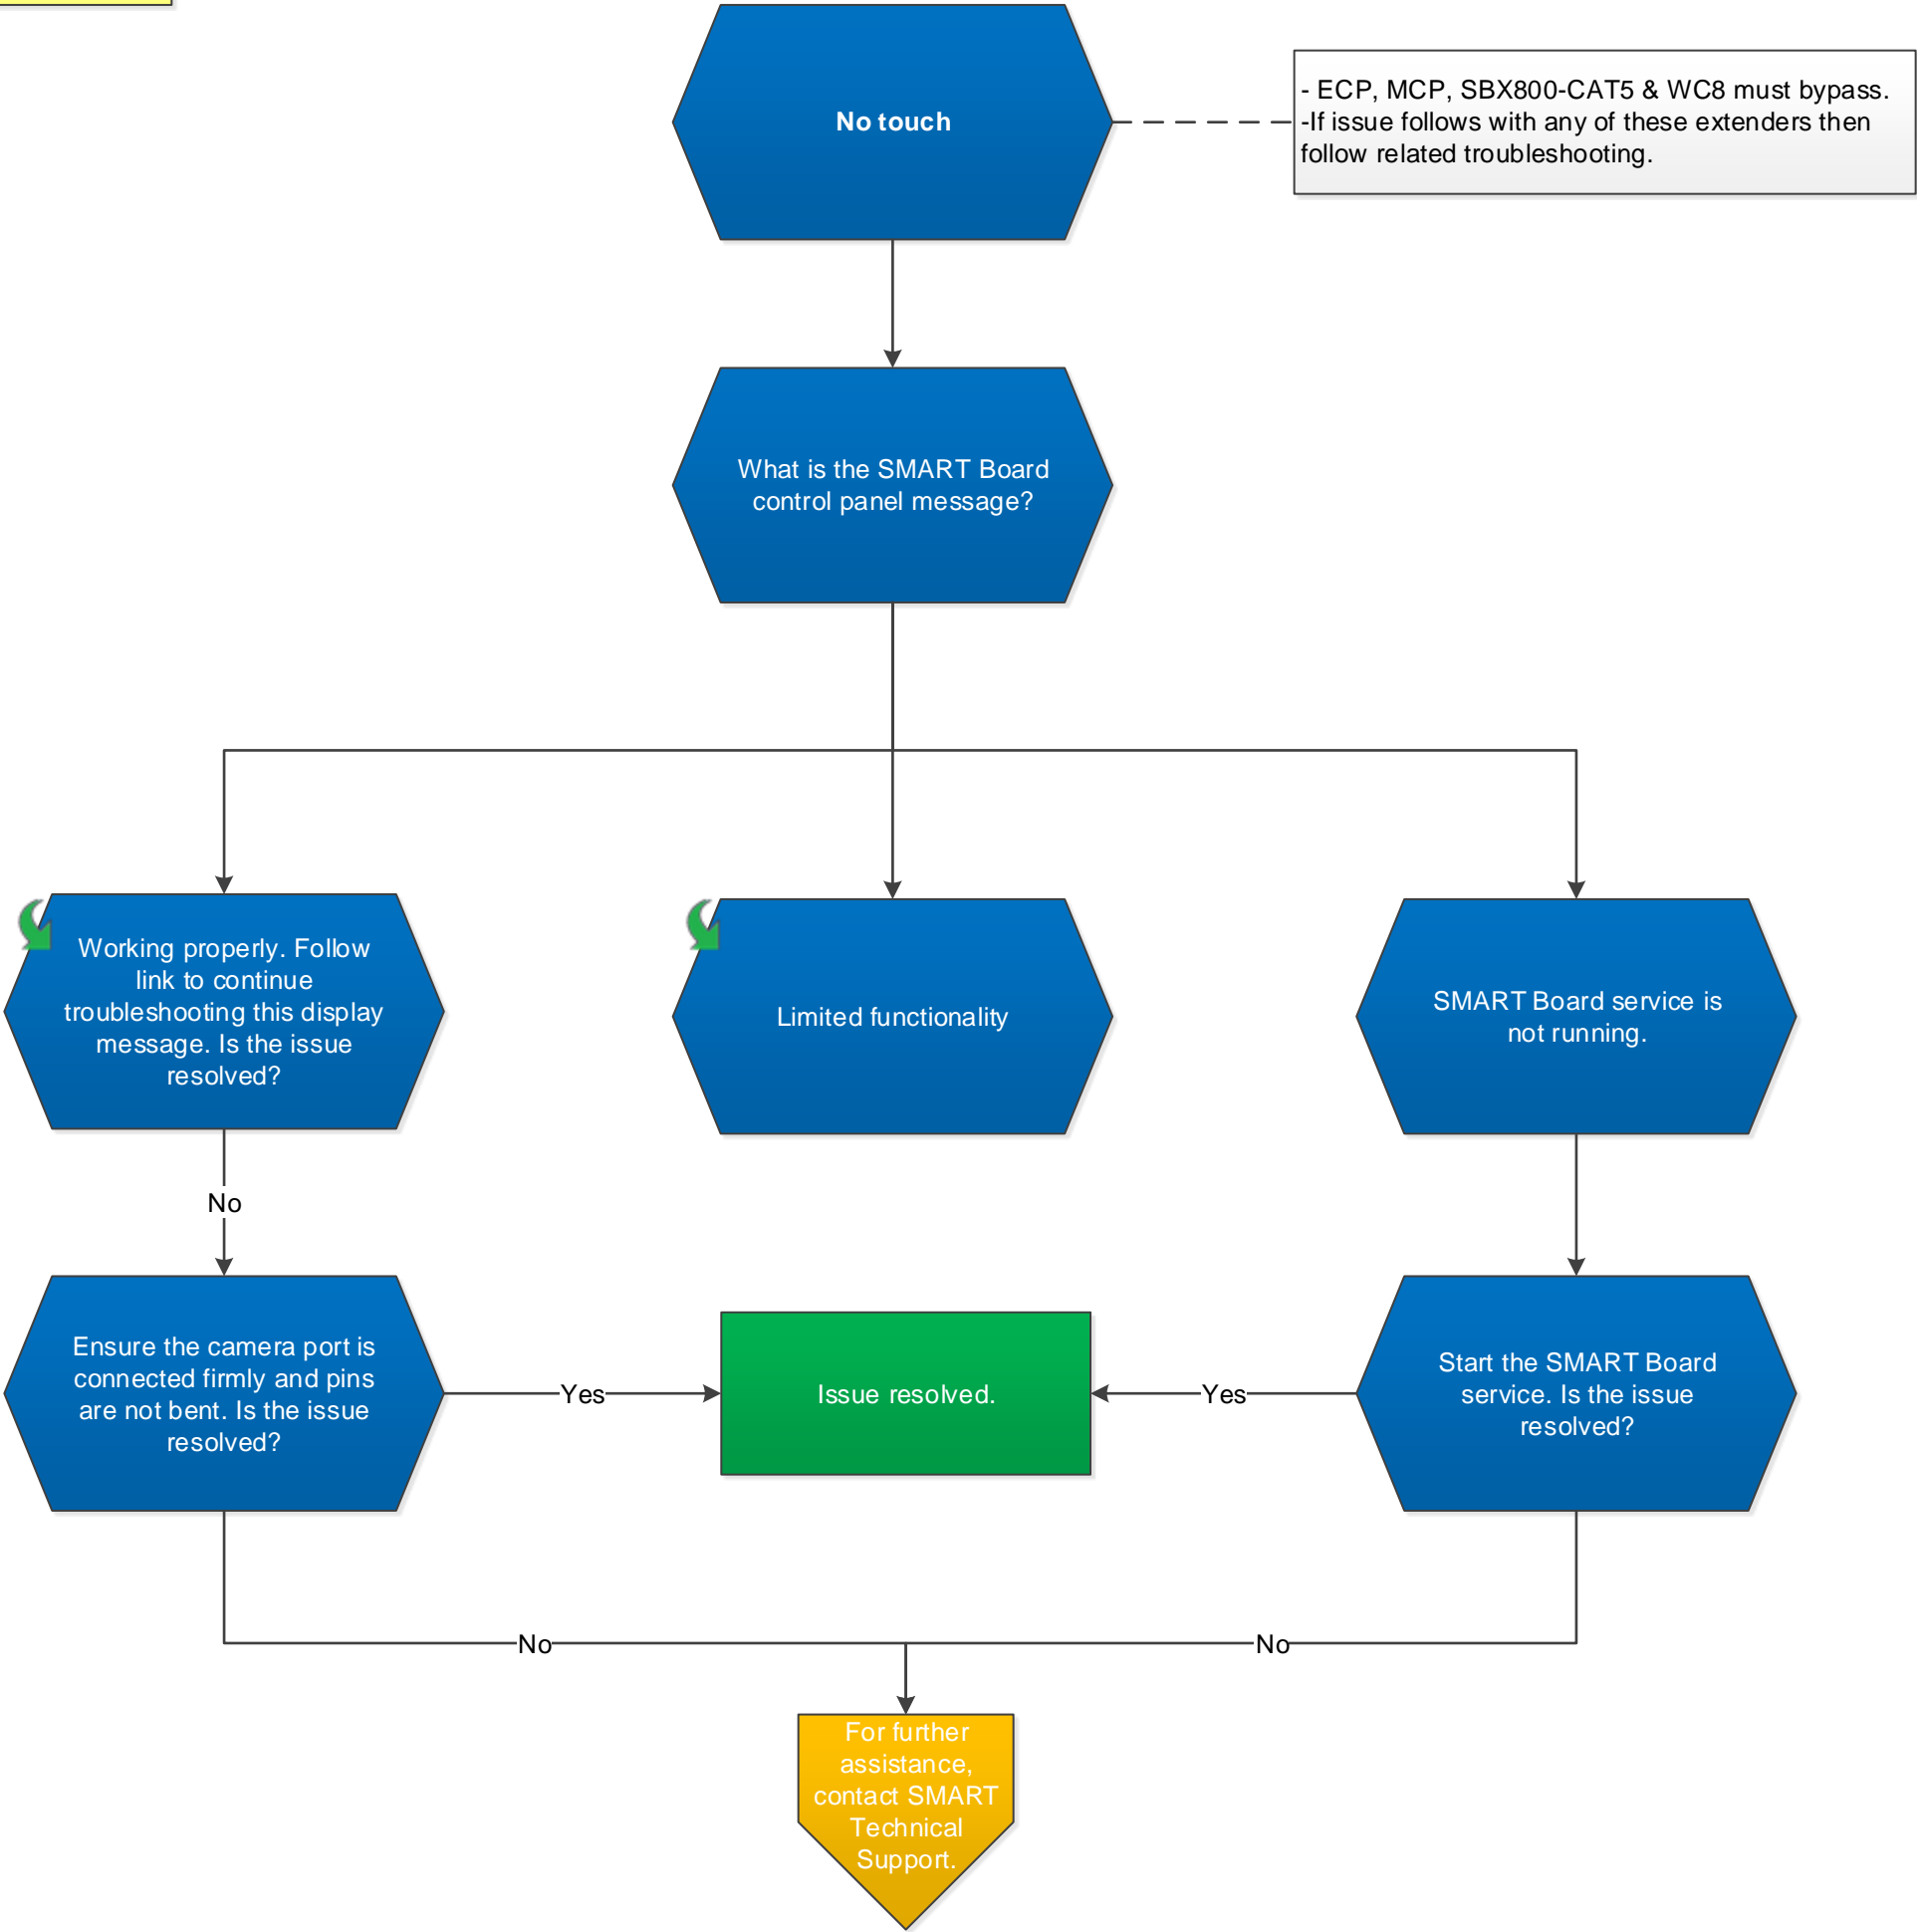 No touch
- ECP, MCP, SBX800-CAT5 & WC8 must bypass.
-If issue follows with any of these extenders then
follow related troubleshooting.
What is the SMART Board
control panel message?
Working properly. Follow
link to continue
troubleshooting this display
message. Is the issue
resolved?
Limited functionality
SMART Board service is
not running.
No
Ensure the camera port is
connected firmly and pins
are not bent. Is the issue
resolved?
Yes
Issue resolved.
Yes
Start the SMART Board
service. Is the issue
resolved?
No
No
For further
assistance,
contact SMART
Technical
Support.